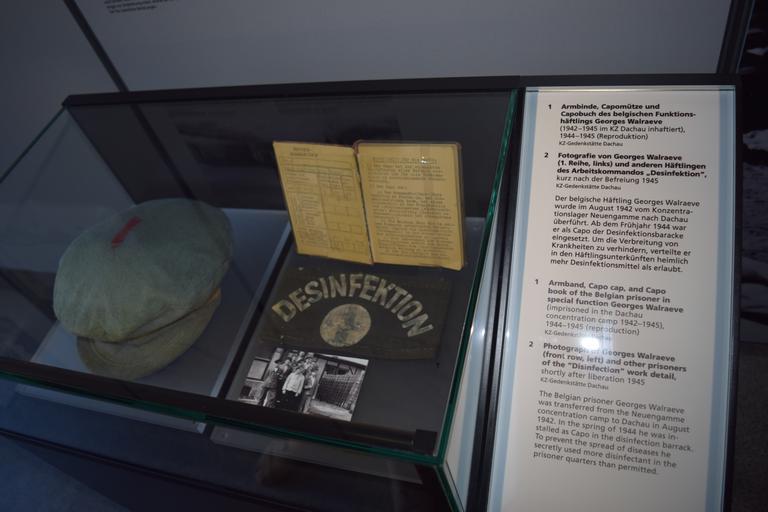 DESINFEKTION
1 Armbinde, Capomütze und
Capobuch des belgischen Funktions-
häftlings Georges Walraeve
(1942–1945 im KZ Dachau inhaftiert),
1944–1945 (Reproduktion)
KZ-Gedenkstätte Dachau
2 Fotografie von Georges Walraeve
(1. Reihe, links) und anderen Häftlingen
des Arbeitskommandos „Desinfektion",
kurz nach der Befreiung 1945
KZ-Gedenkstätte Dachau
Der belgische Häftling Georges Walraeve
wurde im August 1942 vom Konzentra-
tionslager Neuengamme nach Dachau
überführt. Ab dem Frühjahr 1944 war
er als Capo der Desinfektionsbaracke
eingesetzt. Um die Verbreitung von
Krankheiten zu verhindern, verteilte er
in den Häftlingsunterkünften heimlich
mehr Desinfektionsmittel als erlaubt.
1 Armband, Capo cap, and Capo
book of the Belgian prisoner in
special function Georges Walraeve
(imprisoned in the Dachau
concentration camp 1942–1945),
1944–1945 (reproduction)
KZ-Gedenkstätte Dachau
2 Photograph of Georges Walraeve
(front row, left) and other prisoners
of the "Disinfection" work detail,
shortly after liberation 1945
KZ-Gedenkstätte Dachau
The Belgian prisoner Georges Walraeve
was transferred from the Neuengamme
concentration camp to Dachau in August
1942. In the spring of 1944 he was in-
stalled as Capo in the disinfection barrack.
To prevent the spread of diseases he
secretly used more disinfectant in the
prisoner quarters than permitted.